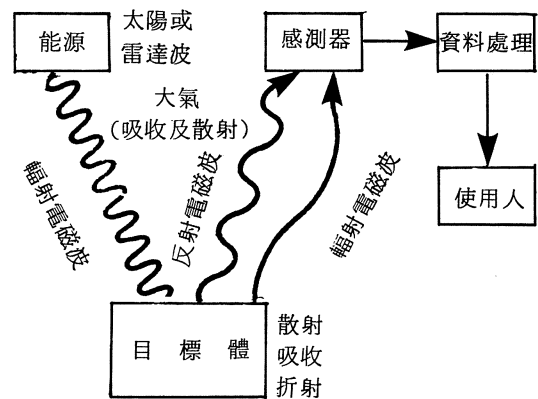 能源
太陽或
雷達波
感測器
資料處理
大氣
(吸收及散射)
輻射電磁波
反射電磁波
輻射電磁波
使用人
目標體
散射
吸收
折射